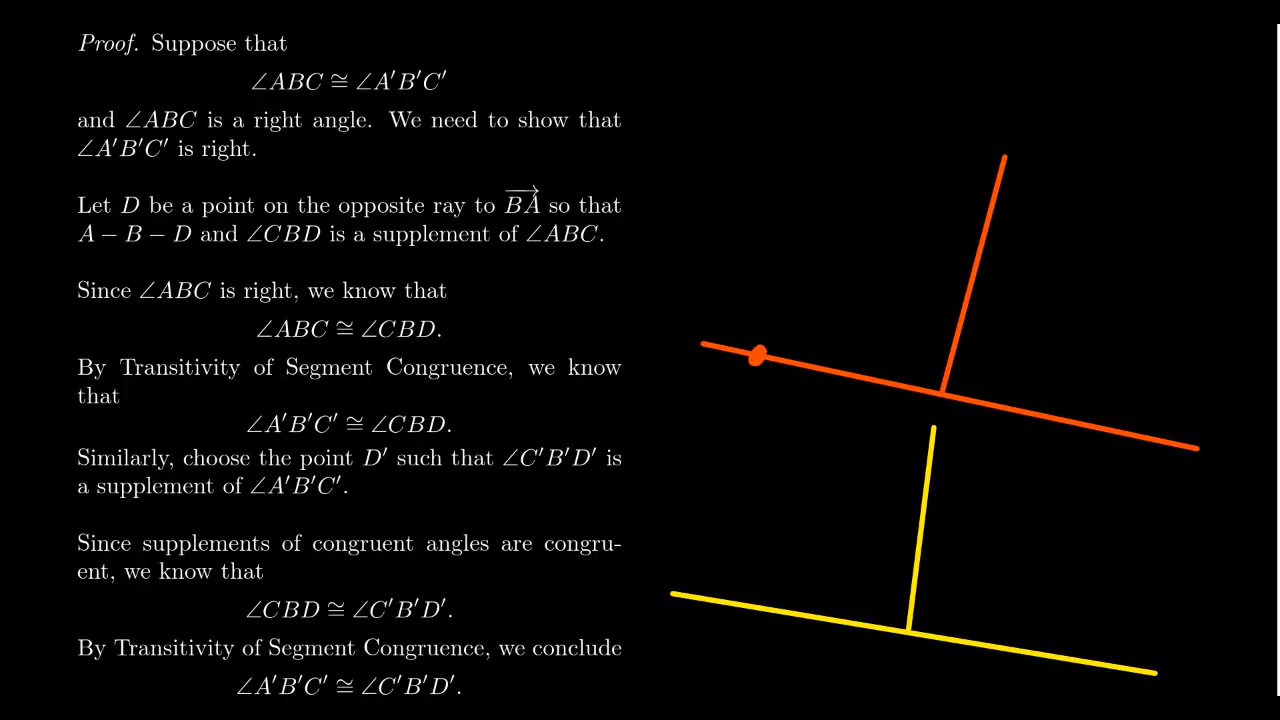 Proof. Suppose that
∠ABC ≅ ∠A′B′C′
and ∠ABC is a right angle. We need to show that
∠A′B′C′ is right.
Let D be a point on the opposite ray to \overrightarrow{BA} so that
A − B − D and ∠CBD is a supplement of ∠ABC.
Since ∠ABC is right, we know that
∠ABC ≅ ∠CBD.
By Transitivity of Segment Congruence, we know
that
∠A′B′C′ ≅ ∠CBD.
Similarly, choose the point D′ such that ∠C′B′D′ is
a supplement of ∠A′B′C′.
Since supplements of congruent angles are congru-
ent, we know that
∠CBD ≅ ∠C′B′D′.
By Transitivity of Segment Congruence, we conclude
∠A′B′C′ ≅ ∠C′B′D′.